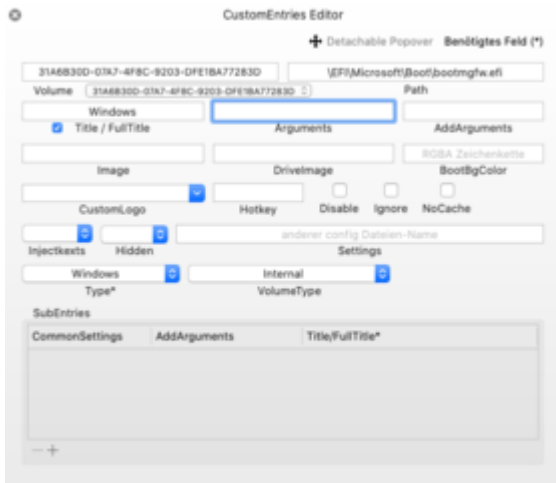 CustomEntries Editor
Detachable Popover Benötigtes Feld (*)
31A6B30D-07A7-4F8C-9203-DFE1BA77283D \EFI\Microsoft\Boot\bootmgfw.efi
Volume 31A6B30D-07A7-4F8C-9203-DFE1BA77283D Path
Windows
Title / FullTitle Arguments AddArguments
RGBA Zeichenkette
Image DriveImage BootBgColor
CustomLogo Hotkey Disable Ignore NoCache
anderer config Dateien-Name
Injectkexts Hidden Settings
Windows Internal
Type* VolumeType
SubEntries
CommonSettings AddArguments Title/FullTitle*